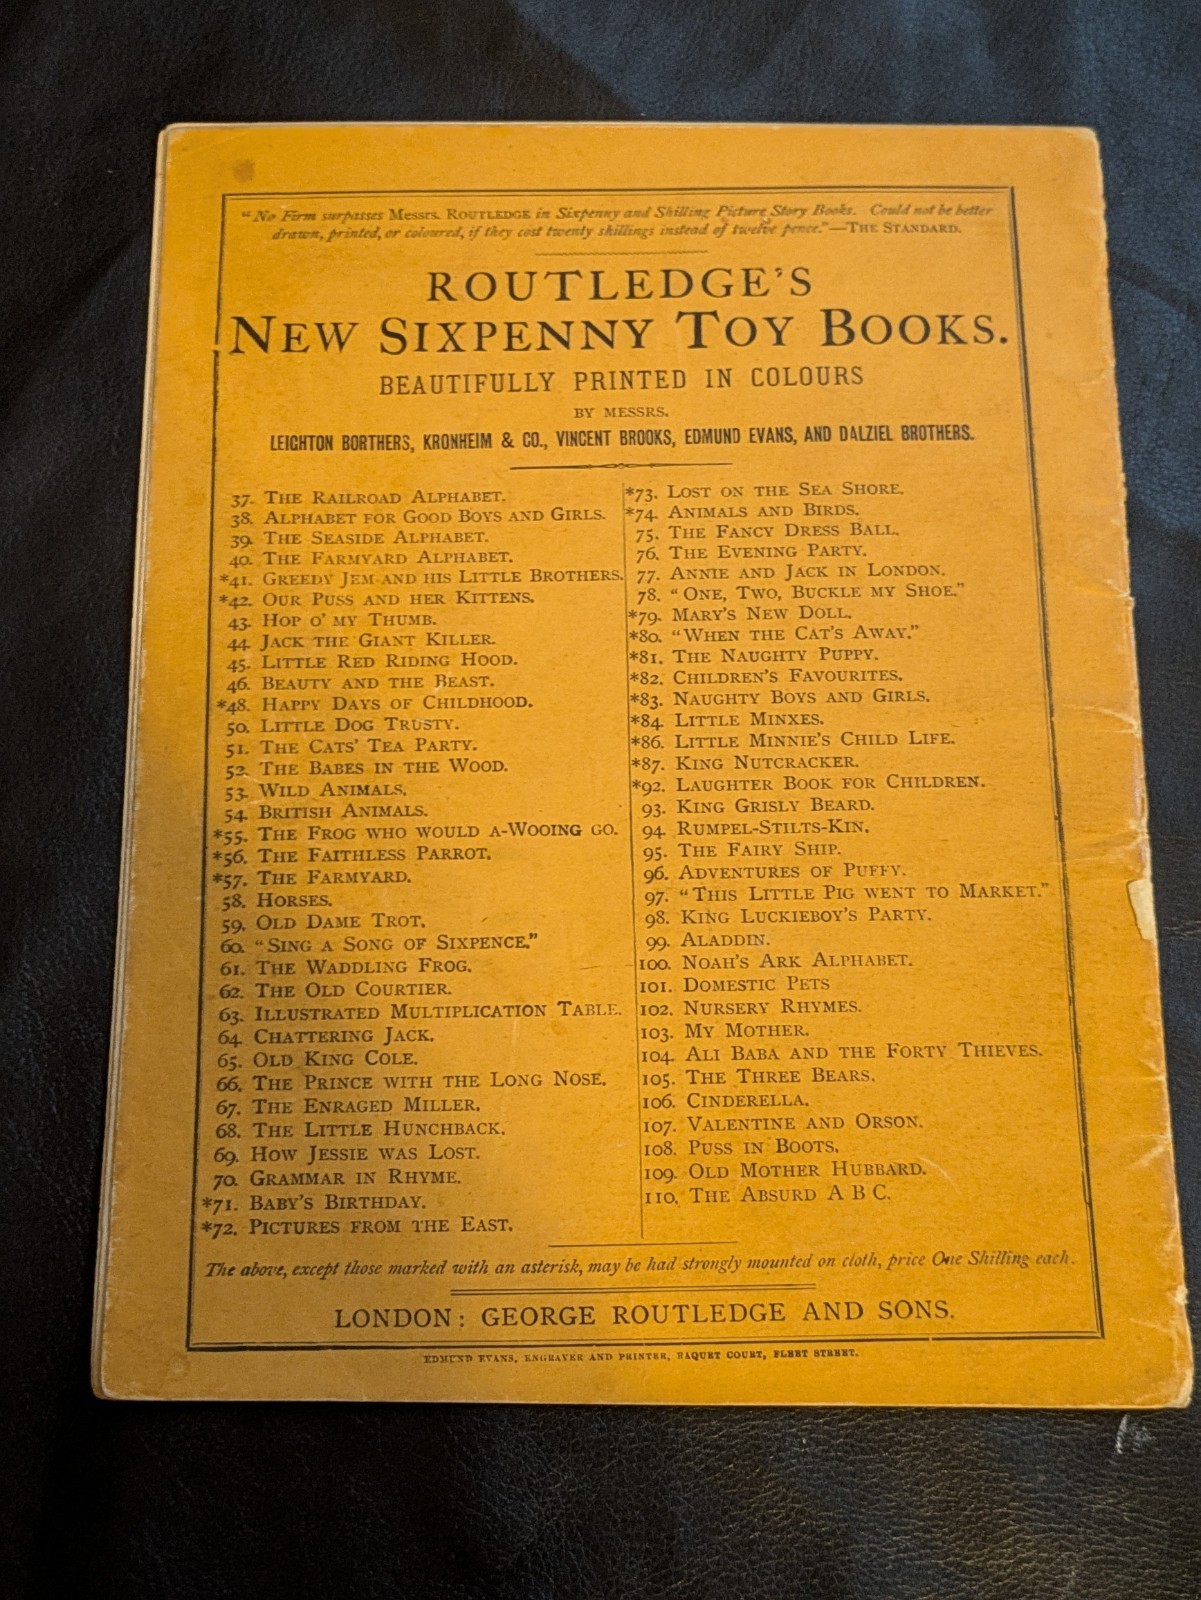 "No Firm surpasses Messrs. ROUTLEDGE in Sixpenny and Shilling Picture Story Books. Could not be better
drawn, printed, or coloured, if they cost twenty shillings instead of twelve pence."—THE STANDARD.
ROUTLEDGE'S
NEW SIXPENNY TOY BOOKS.
BEAUTIFULLY PRINTED IN COLOURS
BY MESSRS.
LEIGHTON BORTHERS, KRONHEIM & CO., VINCENT BROOKS, EDMUND EVANS, AND DALZIEL BROTHERS.
37. THE RAILROAD ALPHABET.
38. ALPHABET FOR GOOD BOYS AND GIRLS.
39. THE SEASIDE ALPHABET.
40. THE FARMYARD ALPHABET.
*41. GREEDY JEM AND HIS LITTLE BROTHERS.
*42. OUR PUSS AND HER KITTENS.
43. HOP O' MY THUMB.
44. JACK THE GIANT KILLER.
45. LITTLE RED RIDING HOOD.
46. BEAUTY AND THE BEAST.
*48. HAPPY DAYS OF CHILDHOOD.
50. LITTLE DOG TRUSTY.
51. THE CATS' TEA PARTY.
52. THE BABES IN THE WOOD.
53. WILD ANIMALS.
54. BRITISH ANIMALS.
*55. THE FROG WHO WOULD A-WOOING GO.
*56. THE FAITHLESS PARROT.
*57. THE FARMYARD.
58. HORSES.
59. OLD DAME TROT.
60. "SING A SONG OF SIXPENCE."
61. THE WADDLING FROG.
62. THE OLD COURTIER.
63. ILLUSTRATED MULTIPLICATION TABLE.
64. CHATTERING JACK.
65. OLD KING COLE.
66. THE PRINCE WITH THE LONG NOSE.
67. THE ENRAGED MILLER.
68. THE LITTLE HUNCHBACK.
69. HOW JESSIE WAS LOST.
70. GRAMMAR IN RHYME.
*71. BABY'S BIRTHDAY.
*72. PICTURES FROM THE EAST.
*73. LOST ON THE SEA SHORE.
*74. ANIMALS AND BIRDS.
75. THE FANCY DRESS BALL.
76. THE EVENING PARTY.
77. ANNIE AND JACK IN LONDON.
78. "ONE, TWO, BUCKLE MY SHOE."
*79. MARY'S NEW DOLL.
*80. "WHEN THE CAT'S AWAY."
*81. THE NAUGHTY PUPPY.
*82. CHILDREN'S FAVOURITES.
*83. NAUGHTY BOYS AND GIRLS.
*84. LITTLE MINXES.
*86. LITTLE MINNIE'S CHILD LIFE.
*87. KING NUTCRACKER.
*92. LAUGHTER BOOK FOR CHILDREN.
93. KING GRISLY BEARD.
94. RUMPEL-STILTS-KIN.
95. THE FAIRY SHIP.
96. ADVENTURES OF PUFFY.
97. "THIS LITTLE PIG WENT TO MARKET."
98. KING LUCKIEBOY'S PARTY.
99. ALADDIN.
100. NOAH'S ARK ALPHABET.
101. DOMESTIC PETS
102. NURSERY RHYMES.
103. MY MOTHER.
104. ALI BABA AND THE FORTY THIEVES.
105. THE THREE BEARS.
106. CINDERELLA.
107. VALENTINE AND ORSON.
108. PUSS IN BOOTS.
109. OLD MOTHER HUBBARD.
110. THE ABSURD A B C.
The above, except those marked with an asterisk, may be had strongly mounted on cloth, price One Shilling each.
LONDON: GEORGE ROUTLEDGE AND SONS.
EDMUND EVANS, ENGRAVER AND PRINTER, RAQUET COURT, FLEET STREET.